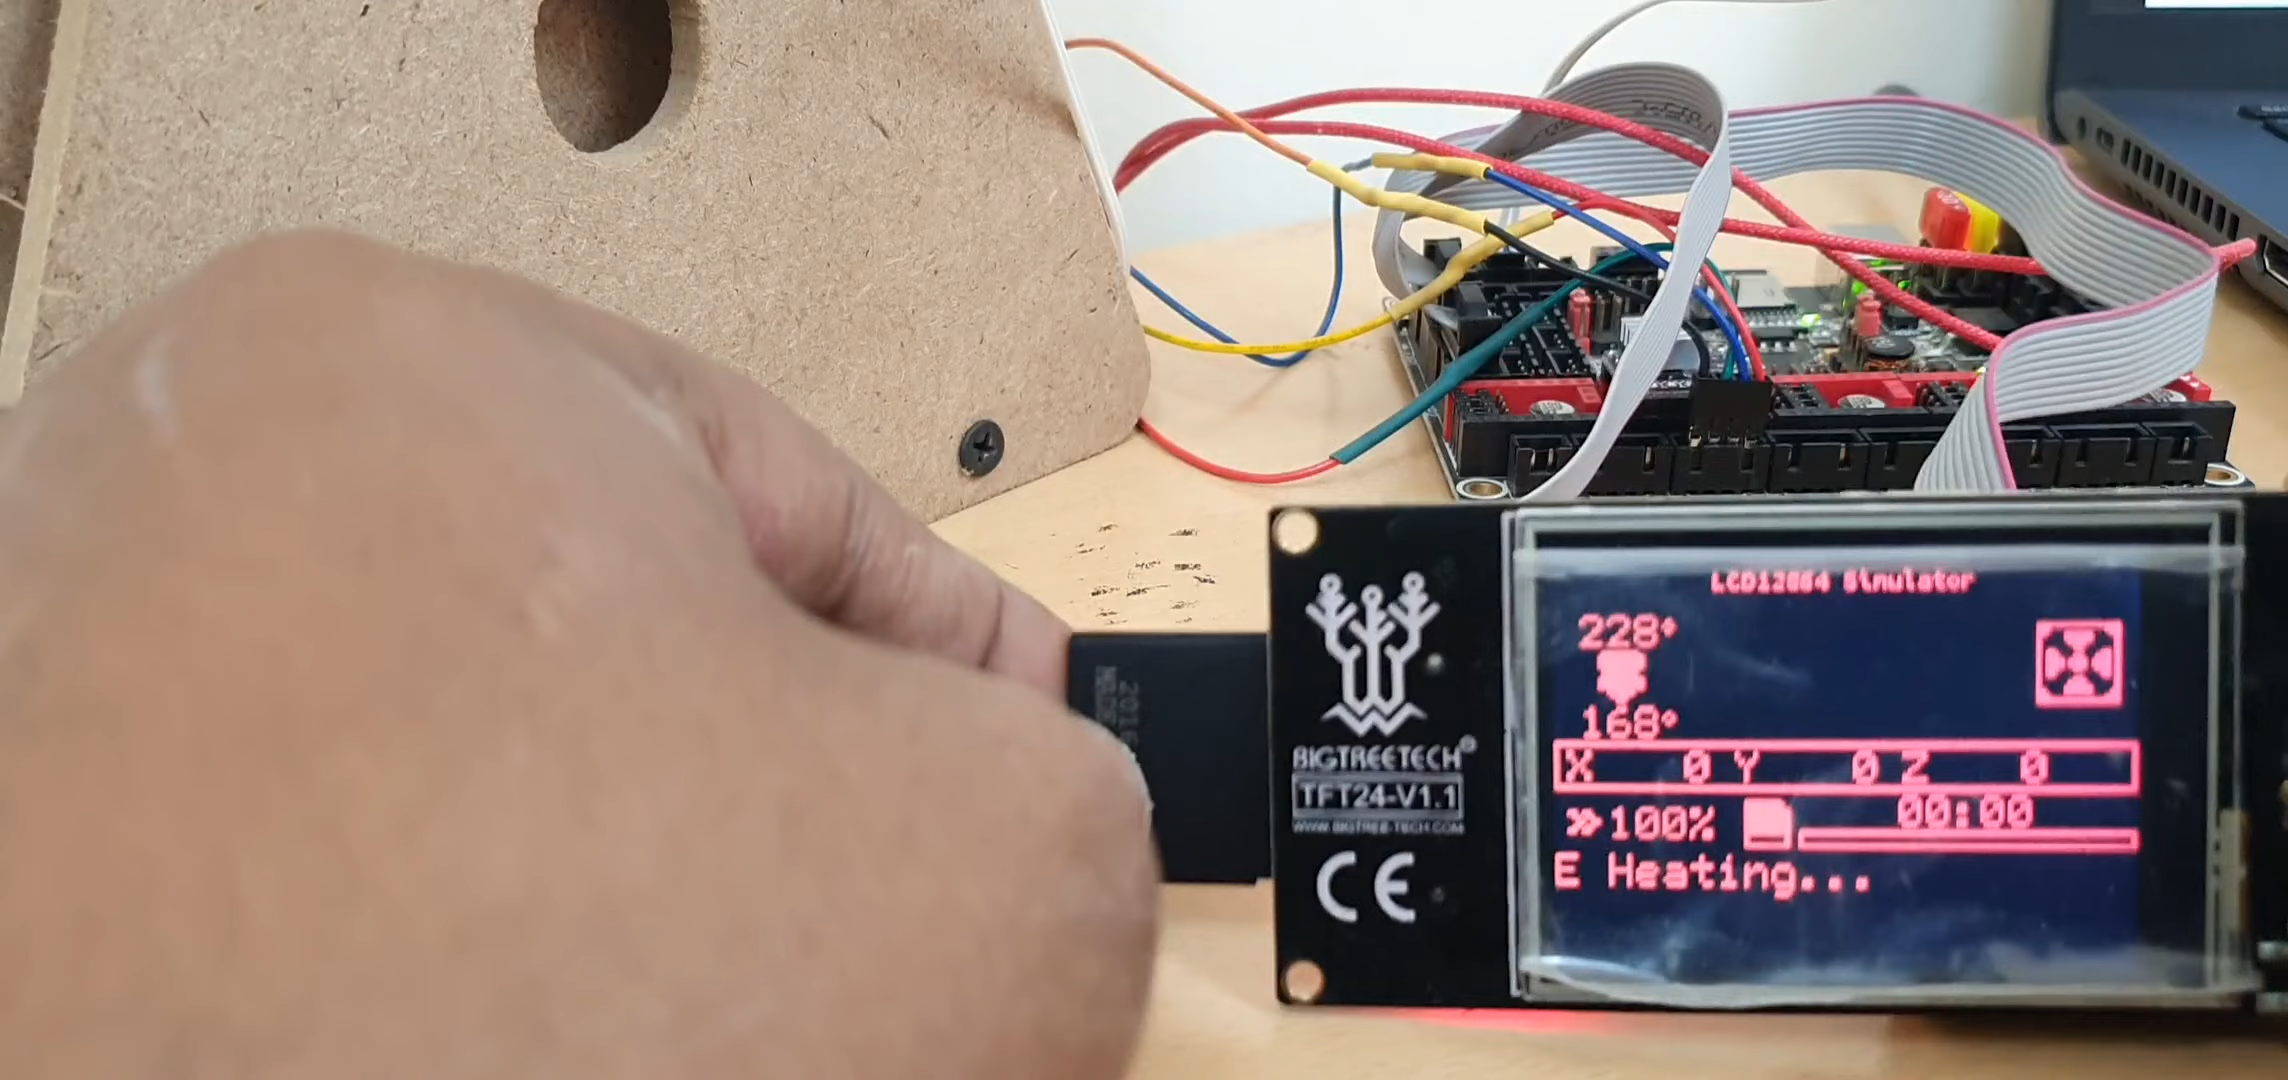 LCD12864 Simulator
228°
168°
X 0 Y 0 Z 0
100% 00:00
E Heating...
BIGTREETECH®
TFT24-V1.1
WWW.BIGTREE-TECH.COM
CE